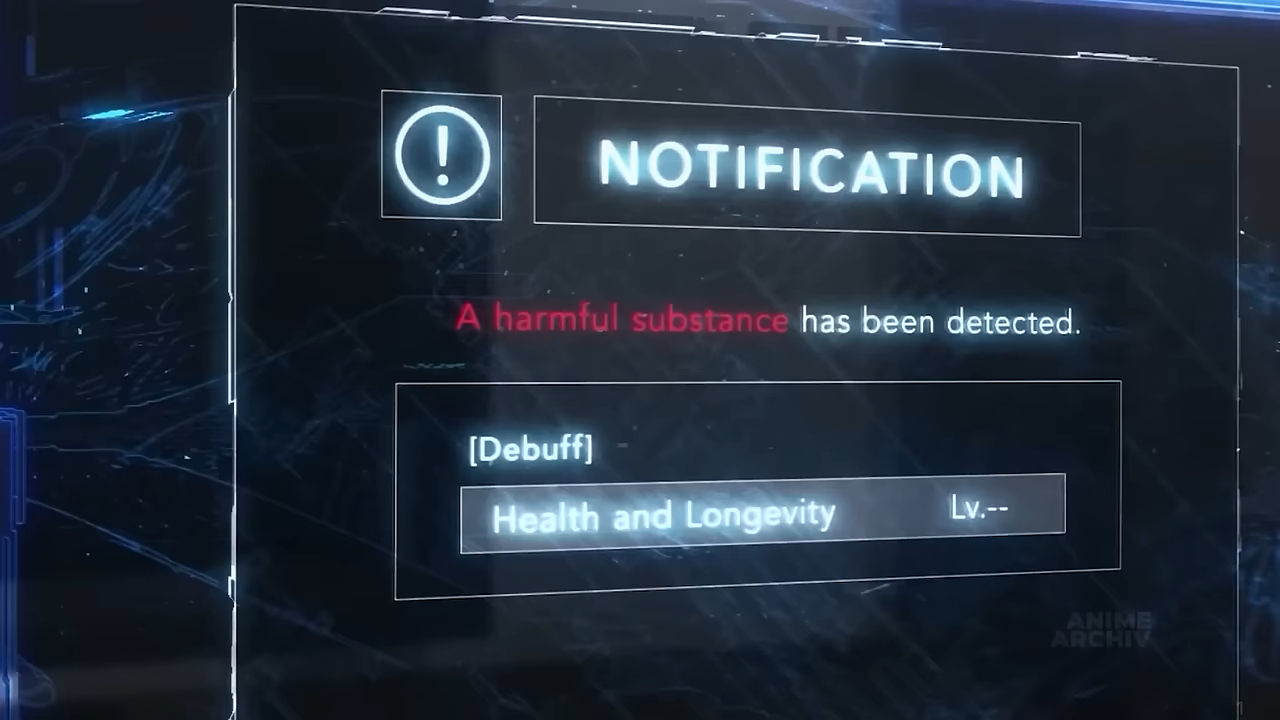 !
NOTIFICATION
A harmful substance has been detected.
[Debuff]
Health and Longevity Lv.--
ANIME
ARCHIV